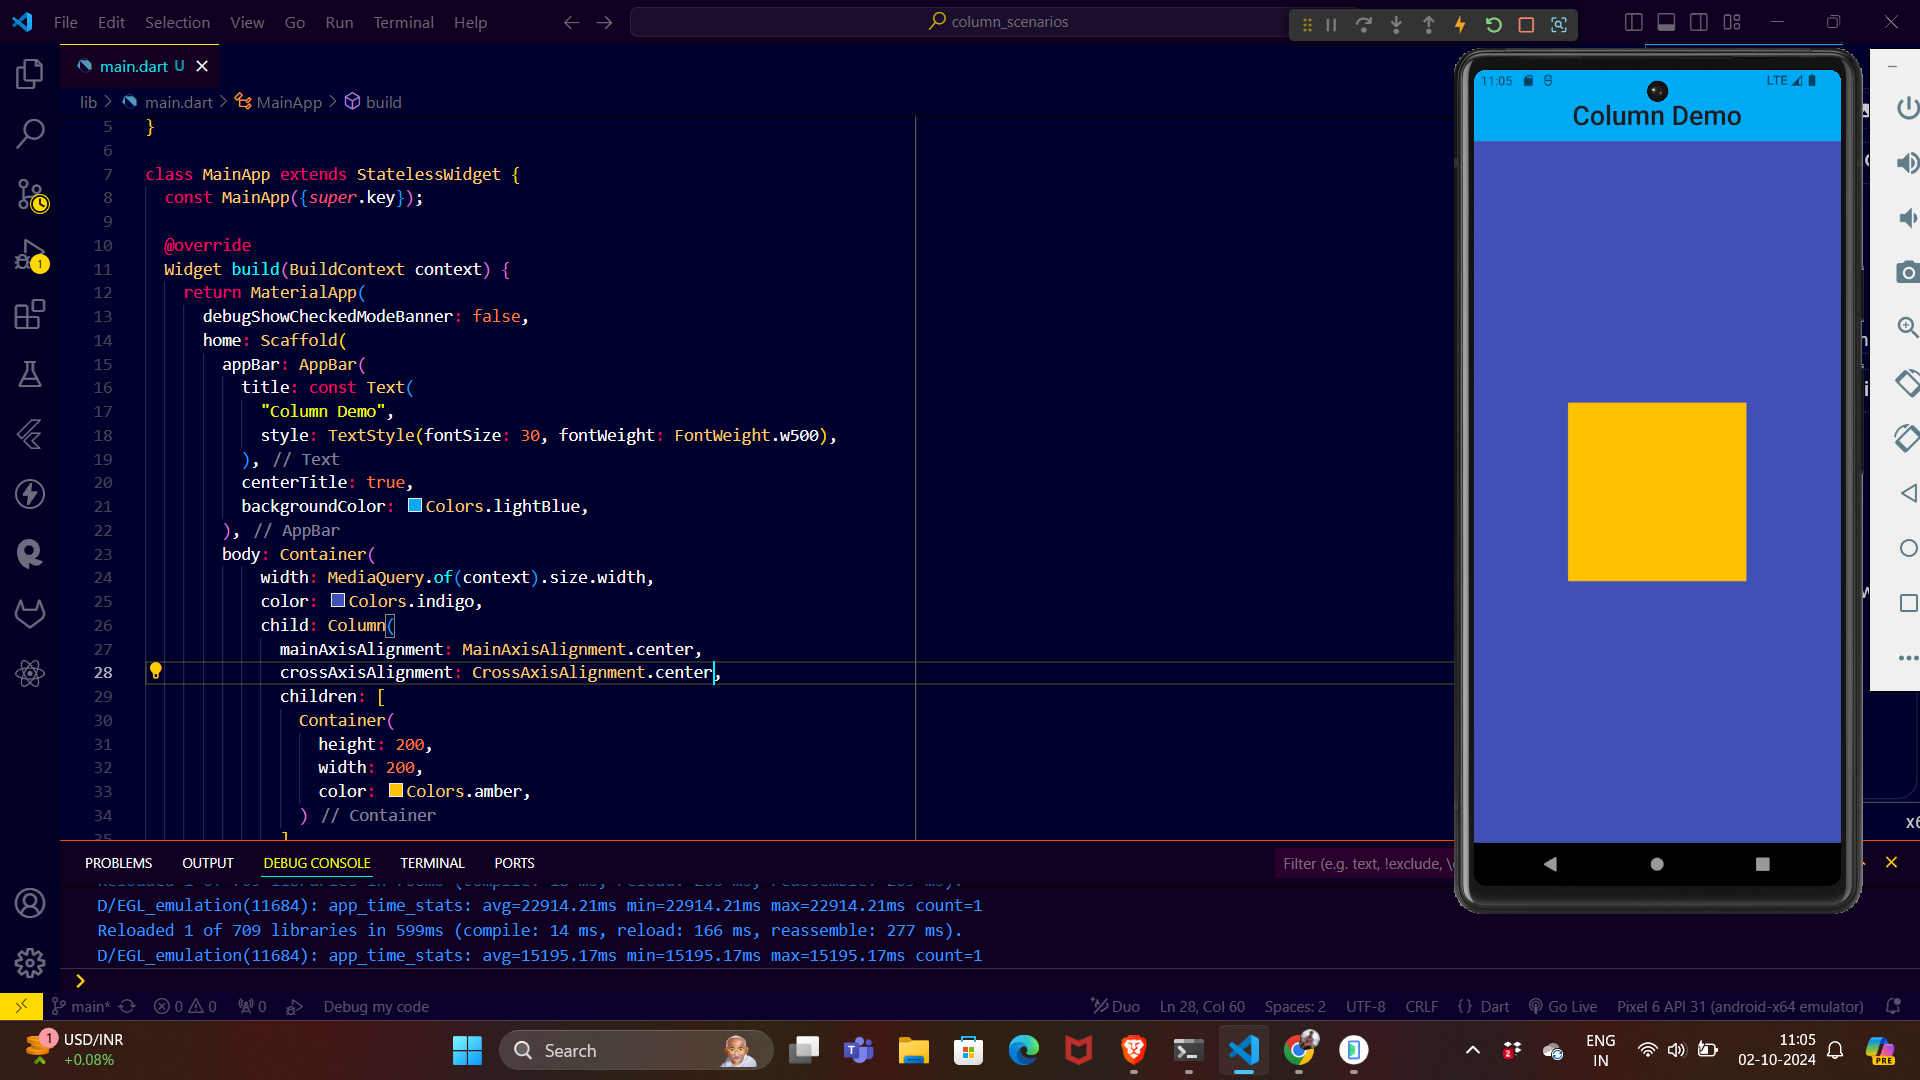 File Edit Selection View Go Run Terminal Help
column_scenarios
main.dart U
lib > main.dart > MainApp > build
5 }
6
7 class MainApp extends StatelessWidget {
8 const MainApp({super.key});
9
10 @override
11 Widget build(BuildContext context) {
12 return MaterialApp(
13 debugShowCheckedModeBanner: false,
14 home: Scaffold(
15 appBar: AppBar(
16 title: const Text(
17 "Column Demo",
18 style: TextStyle(fontSize: 30, fontWeight: FontWeight.w500),
19 ), // Text
20 centerTitle: true,
21 backgroundColor: Colors.lightBlue,
22 ), // AppBar
23 body: Container(
24 width: MediaQuery.of(context).size.width,
25 color: Colors.indigo,
26 child: Column(
27 mainAxisAlignment: MainAxisAlignment.center,
28 crossAxisAlignment: CrossAxisAlignment.center,
29 children: [
30 Container(
31 height: 200,
32 width: 200,
33 color: Colors.amber,
34 ) // Container
35 ]
11:05 LTE
Column Demo
PROBLEMS OUTPUT DEBUG CONSOLE TERMINAL PORTS
Filter (e.g. text, !exclude, \
D/EGL_emulation(11684): app_time_stats: avg=22914.21ms min=22914.21ms max=22914.21ms count=1
Reloaded 1 of 709 libraries in 599ms (compile: 14 ms, reload: 166 ms, reassemble: 277 ms).
D/EGL_emulation(11684): app_time_stats: avg=15195.17ms min=15195.17ms max=15195.17ms count=1
>
main* 0 0 0 Debug my code Duo Ln 28, Col 60 Spaces: 2 UTF-8 CRLF {} Dart Go Live Pixel 6 API 31 (android-x64 emulator)
1
USD/INR
+0.08%
Search
ENG
IN
11:05
02-10-2024
PRE